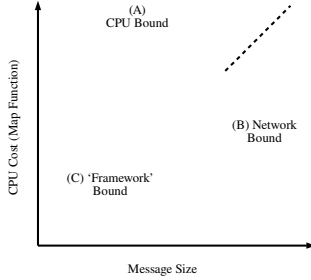 (A)
CPU Bound
(B) Network
Bound
(C) ‘Framework’
Bound
CPU Cost (Map Function)
Message Size